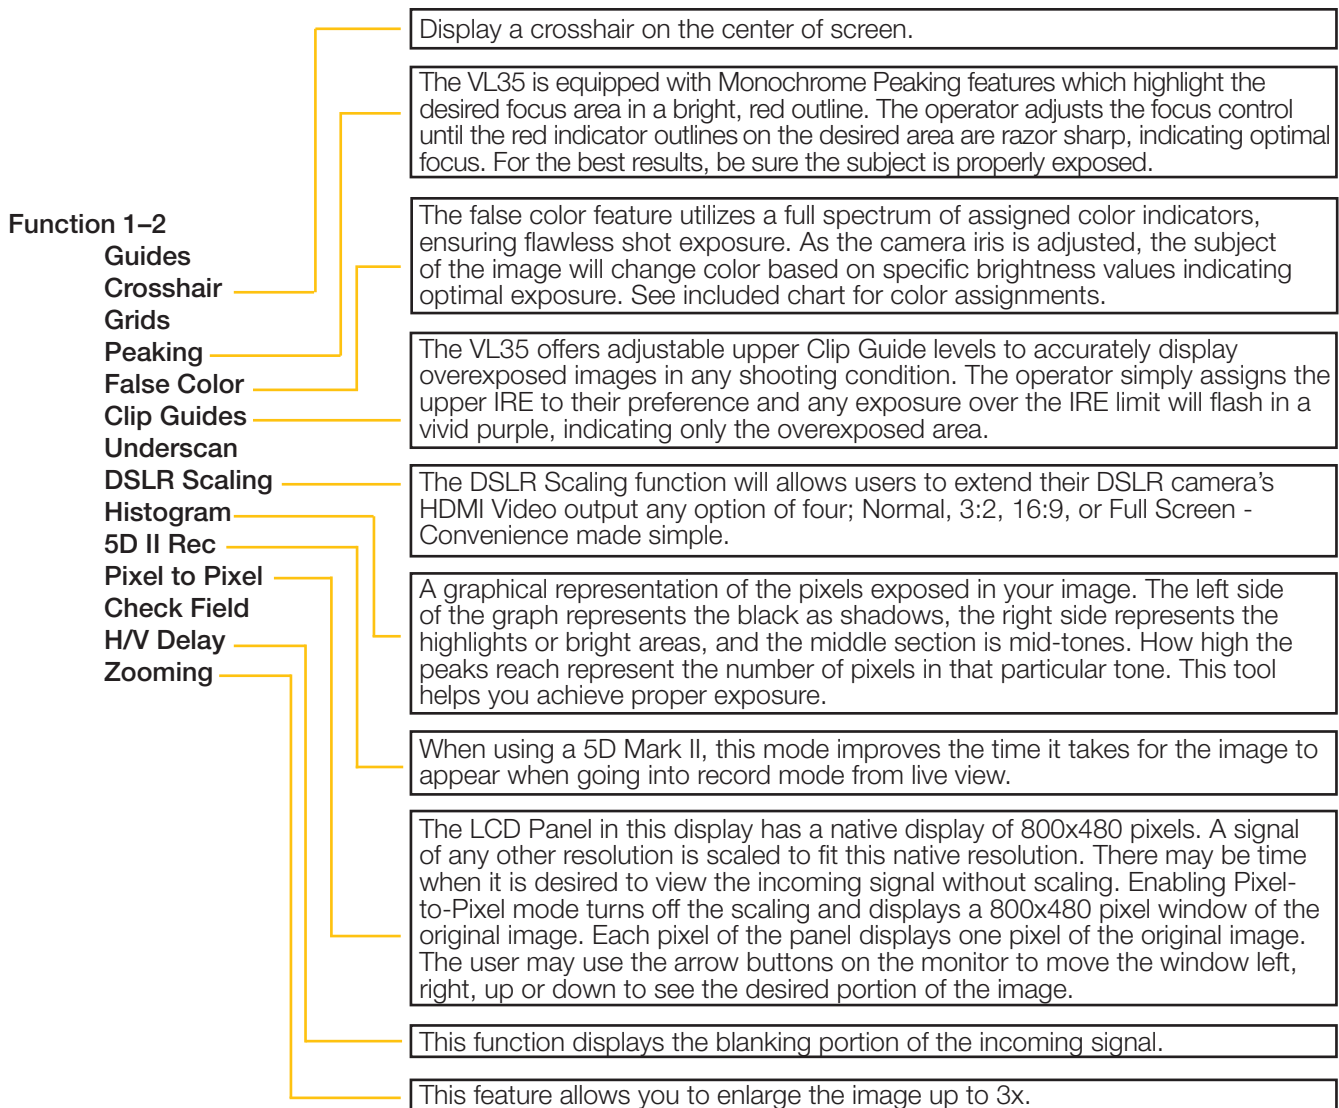 Function 1–2
Guides
Crosshair
Grids
Peaking
False Color
Clip Guides
Underscan
DSLR Scaling
Histogram
5D II Rec
Pixel to Pixel
Check Field
H/V Delay
Zooming
Display a crosshair on the center of screen.
The VL35 is equipped with Monochrome Peaking features which highlight the
desired focus area in a bright, red outline. The operator adjusts the focus control
until the red indicator outlines on the desired area are razor sharp, indicating optimal
focus. For the best results, be sure the subject is properly exposed.
The false color feature utilizes a full spectrum of assigned color indicators,
ensuring flawless shot exposure. As the camera iris is adjusted, the subject
of the image will change color based on specific brightness values indicating
optimal exposure. See included chart for color assignments.
The VL35 offers adjustable upper Clip Guide levels to accurately display
overexposed images in any shooting condition. The operator simply assigns the
upper IRE to their preference and any exposure over the IRE limit will flash in a
vivid purple, indicating only the overexposed area.
The DSLR Scaling function will allows users to extend their DSLR camera’s
HDMI Video output any option of four; Normal, 3:2, 16:9, or Full Screen -
Convenience made simple.
A graphical representation of the pixels exposed in your image. The left side
of the graph represents the black as shadows, the right side represents the
highlights or bright areas, and the middle section is mid-tones. How high the
peaks reach represent the number of pixels in that particular tone. This tool
helps you achieve proper exposure.
When using a 5D Mark II, this mode improves the time it takes for the image to
appear when going into record mode from live view.
The LCD Panel in this display has a native display of 800x480 pixels. A signal
of any other resolution is scaled to fit this native resolution. There may be time
when it is desired to view the incoming signal without scaling. Enabling Pixel-
to-Pixel mode turns off the scaling and displays a 800x480 pixel window of the
original image. Each pixel of the panel displays one pixel of the original image.
The user may use the arrow buttons on the monitor to move the window left,
right, up or down to see the desired portion of the image.
This function displays the blanking portion of the incoming signal.
This feature allows you to enlarge the image up to 3x.